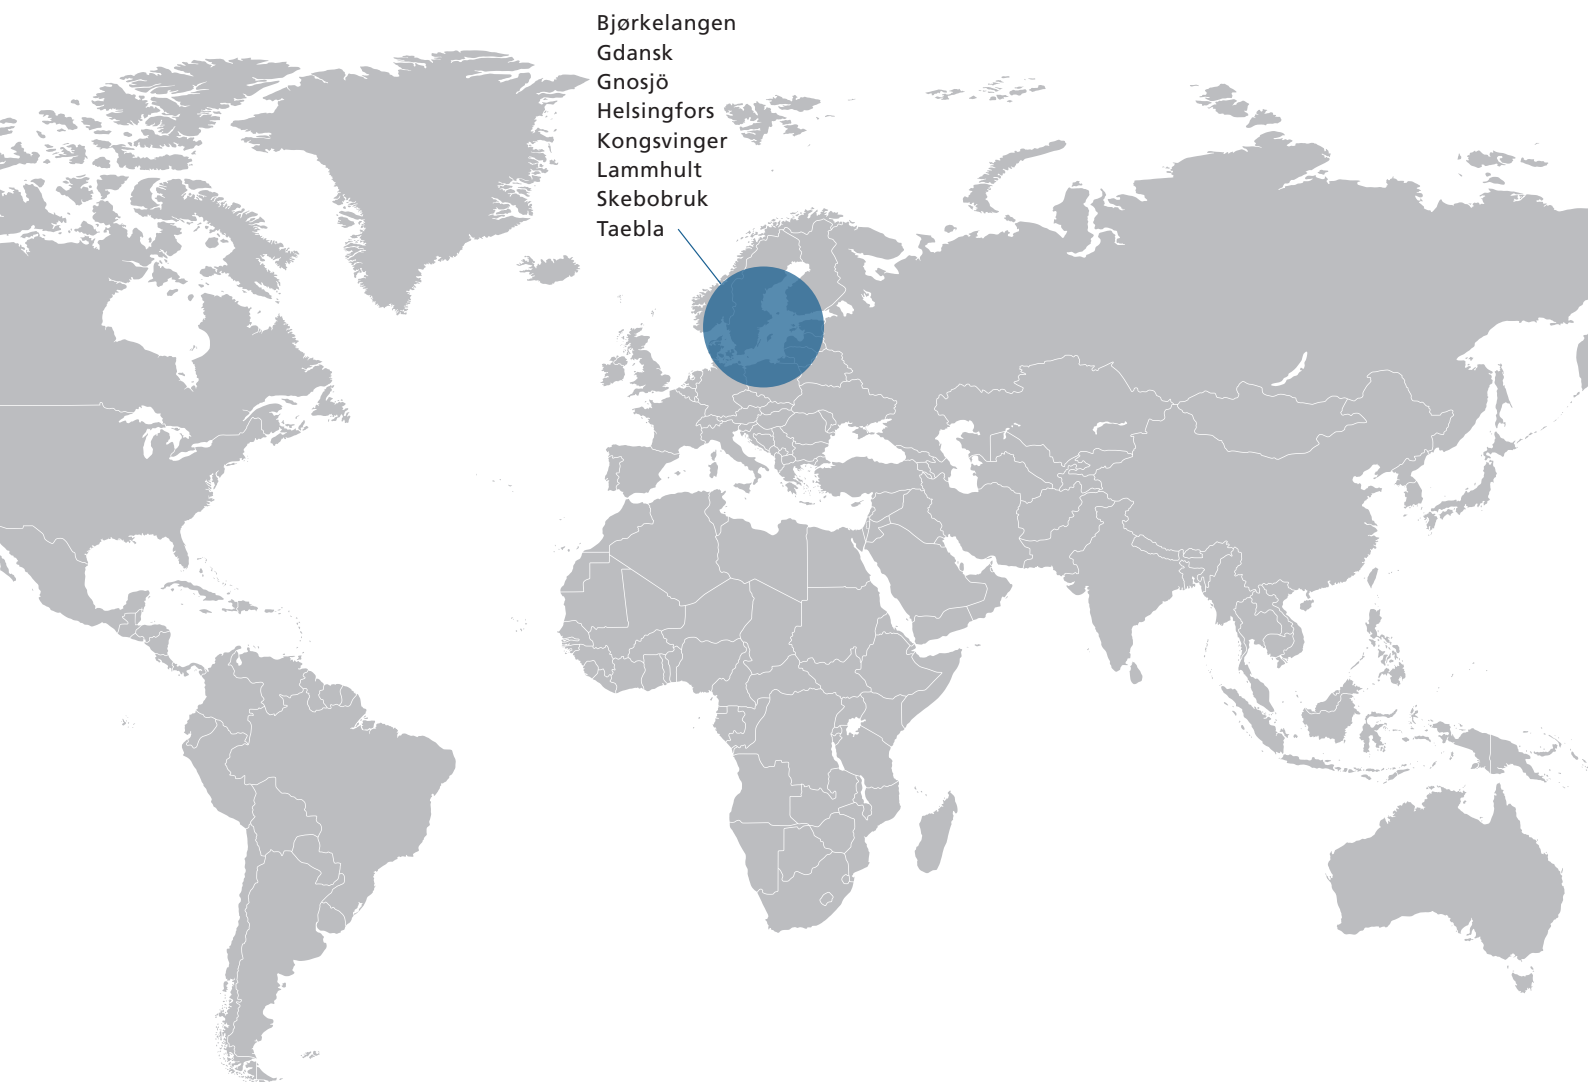 Bjørkelangen
Gdansk
Gnosjö
Helsingfors
Kongsvinger
Lammhult
Skebobruk
Taebla